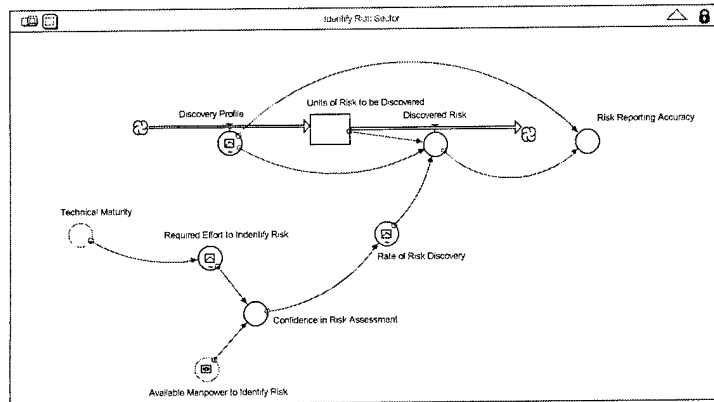 Identify Risk Sector
Discovery Profile
Units of Risk to be Discovered
Discovered Risk
Risk Reporting Accuracy
Technical Maturity
Required Effort to Indentify Risk
Rate of Risk Discovery
Confidence in Risk Assessment
Available Manpower to Identify Risk